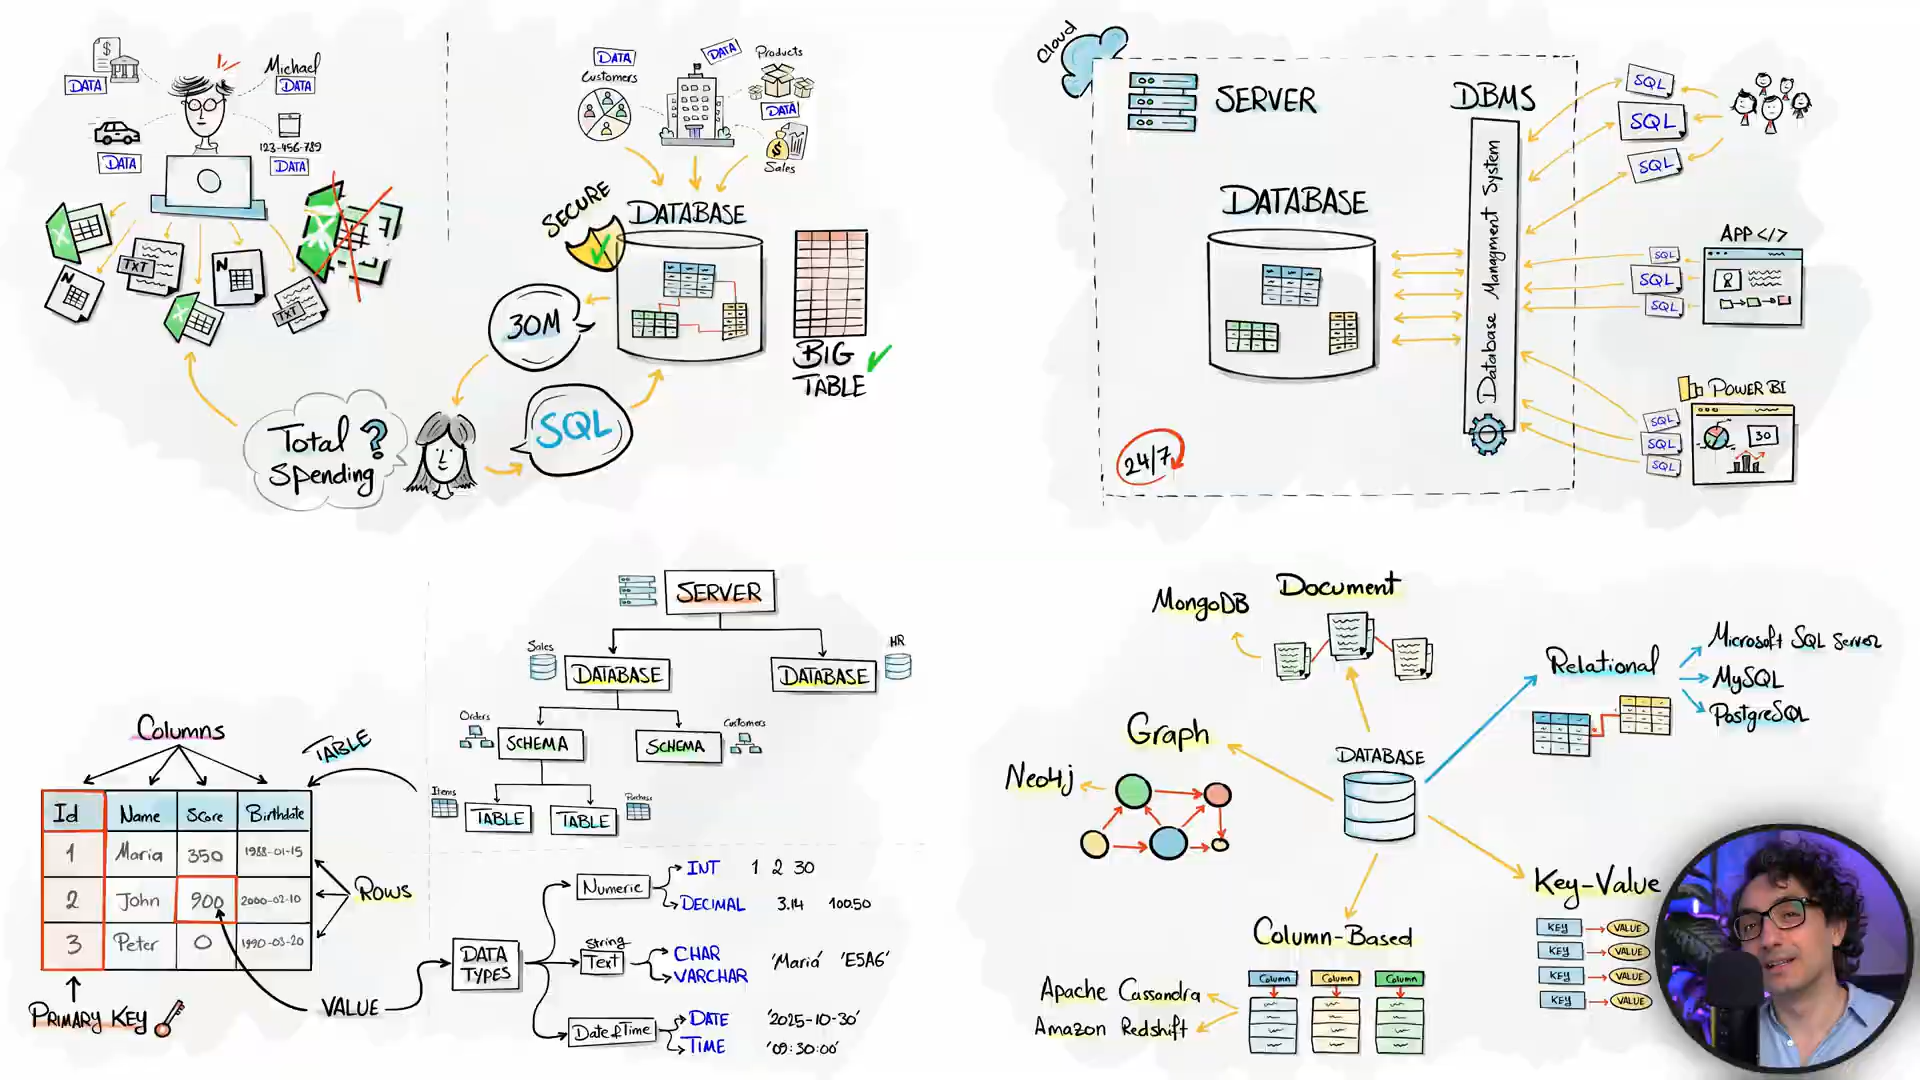 DATA
Michael
DATA
DATA
123-456-789
DATA
TXT
N
N
TXT
Total ?
Spending
SQL
30M
SECURE
DATABASE
DATA
Customers
DATA
Products
DATA
Sales
BIG
TABLE
Cloud
SERVER
DBMS
DATABASE
Database Managment System
24/7
SQL
SQL
SQL
APP </>
SQL
SQL
SQL
POWER BI
30
SQL
SQL
SQL
Columns
TABLE
Id Name Score Birthdate
1 Maria 350 1988-01-15
2 John 900 2000-02-10
3 Peter 0 1990-03-20
Rows
PRIMARY KEY
VALUE
SERVER
Sales
DATABASE
HR
DATABASE
Orders
SCHEMA
Customers
SCHEMA
Items
TABLE
TABLE
Purchase
DATA
TYPES
Numeric
INT 1 2 30
DECIMAL 3.14 100.50
String
Text
CHAR
VARCHAR
'Maria' 'E5A6'
Date & Time
DATE '2025-10-30'
TIME '09:30:00'
Document
MongoDB
Relational
Microsoft SQL Server
MySQL
PostgreSQL
Graph
Neo4j
DATABASE
Key-Value
KEY VALUE
KEY VALUE
KEY VALUE
KEY VALUE
Column-Based
Column Column Column
Apache Cassandra
Amazon Redshift